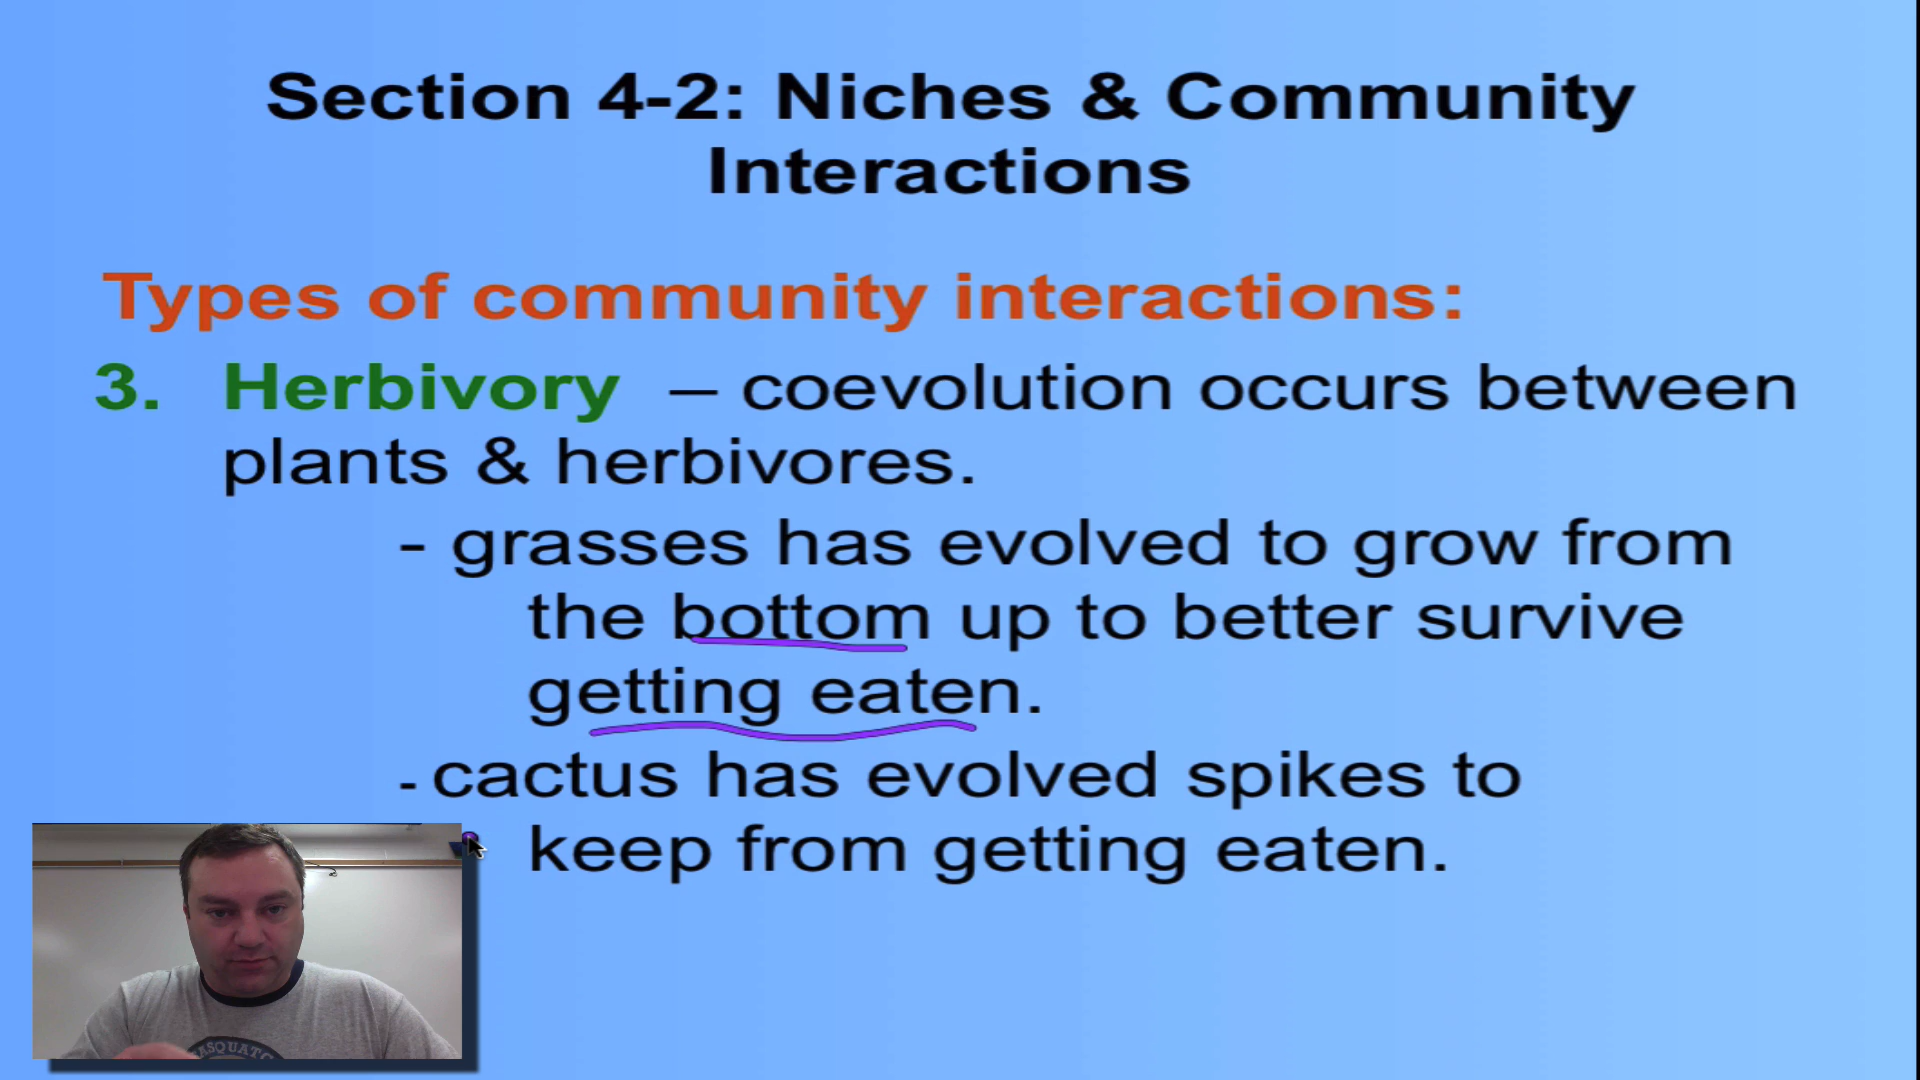 Section 4-2: Niches & Community
Interactions
Types of community interactions:
3. Herbivory – coevolution occurs between
plants & herbivores.
- grasses has evolved to grow from
the bottom up to better survive
getting eaten.
- cactus has evolved spikes to
keep from getting eaten.